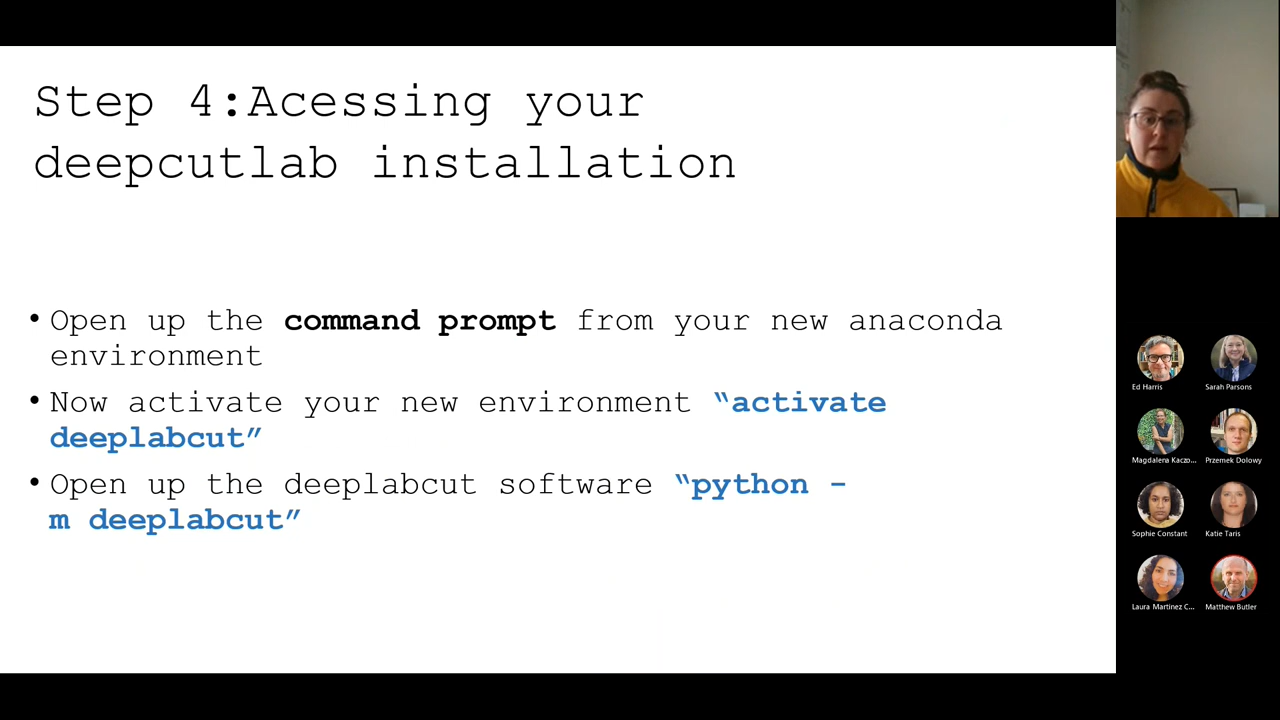 Step 4:Acessing your
deepcutlab installation
• Open up the command prompt from your new anaconda
environment
• Now activate your new environment “activate
deeplabcut”
• Open up the deeplabcut software “python –
m deeplabcut”
Ed Harris
Sarah Parsons
Magdalena Kaczo...
Przemek Dolowy
Sophie Constant
Katie Taris
Laura Martinez C...
Matthew Butler